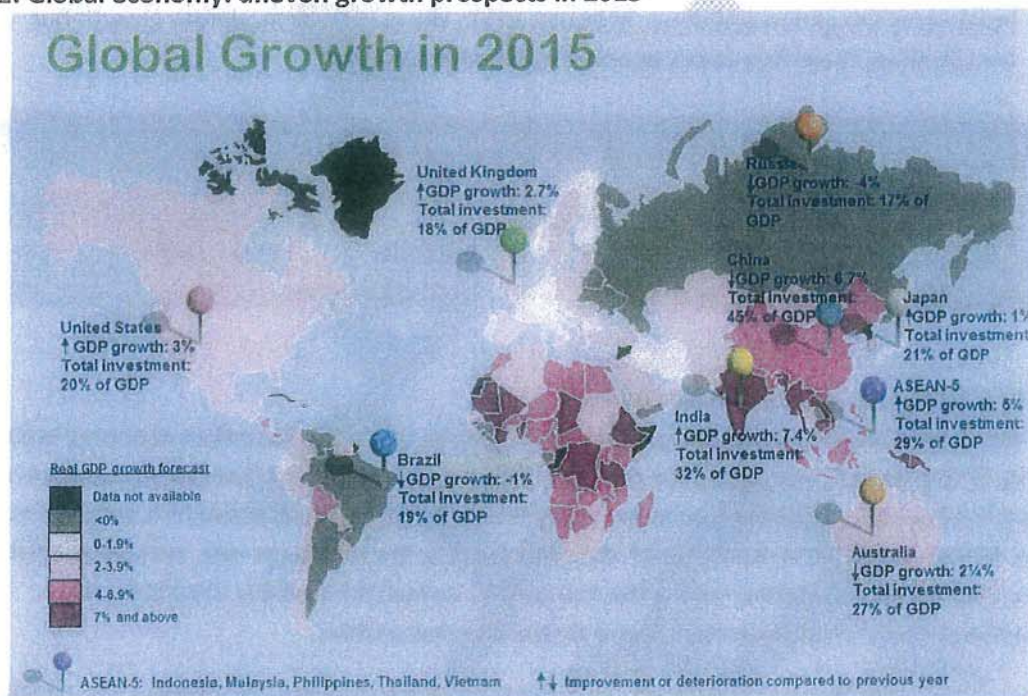 Global economy: uneven growth prospects in 2015
Global Growth in 2015
United Kingdom
↑GDP growth: 2.7%
Total investment:
18% of GDP
Russia
↓GDP growth: -4%
Total investment: 17% of
GDP
China
↓GDP growth: 6.7%
Total investment:
45% of GDP
Japan
↑GDP growth: 1%
Total investment:
21% of GDP
United States
↑ GDP growth: 3%
Total investment:
20% of GDP
ASEAN-5
↑GDP growth: 5%
Total investment:
29% of GDP
India
↑GDP growth: 7.4%
Total investment:
32% of GDP
Brazil
↓GDP growth: -1%
Total investment:
19% of GDP
Australia
↓GDP growth: 2¼%
Total investment:
27% of GDP
Real GDP growth forecast
Data not available
<0%
0-1.9%
2-3.9%
4-6.9%
7% and above
ASEAN-5: Indonesia, Malaysia, Philippines, Thailand, Vietnam
↑↓ Improvement or deterioration compared to previous year